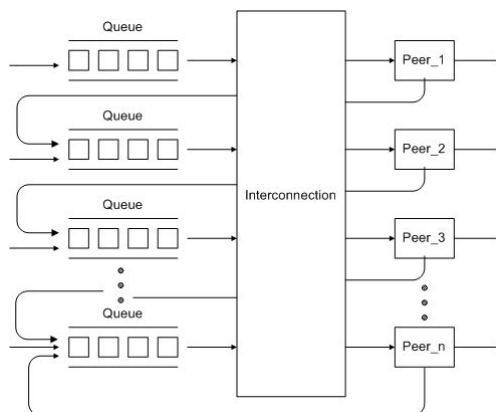 Queue
Peer_1
Queue
Peer_2
Queue
Interconnection
Peer_3
Queue
Peer_n